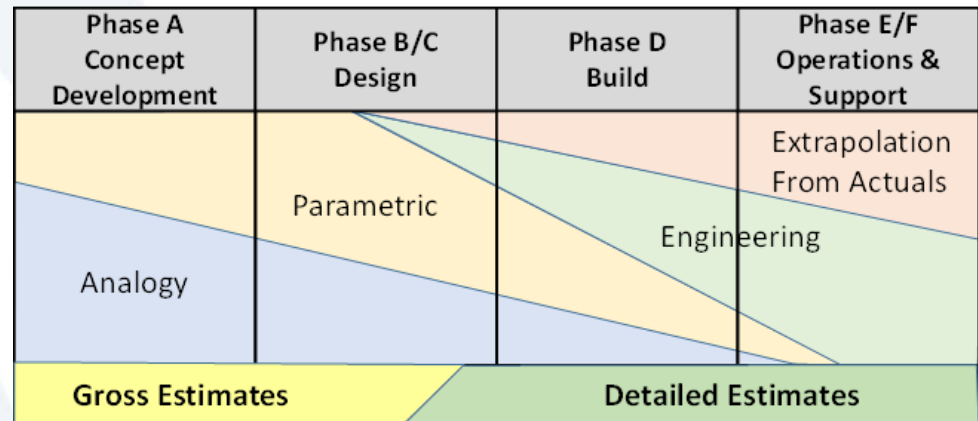 Phase A
Concept
Development
Phase B/C
Design
Phase D
Build
Phase E/F
Operations &
Support
Extrapolation
From Actuals
Parametric
Engineering
Analogy
Gross Estimates
Detailed Estimates